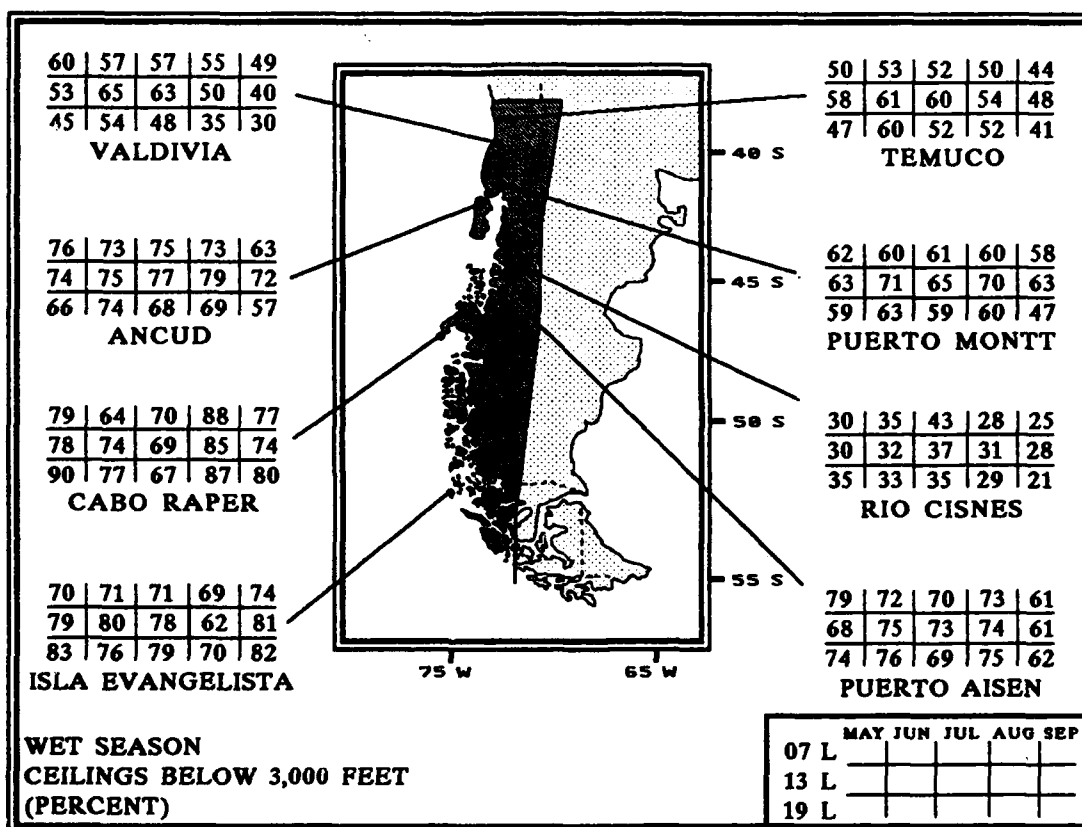 60 | 57 | 57 | 55 | 49
53 | 65 | 63 | 50 | 40
45 | 54 | 48 | 35 | 30
VALDIVIA
76 | 73 | 75 | 73 | 63
74 | 75 | 77 | 79 | 72
66 | 74 | 68 | 69 | 57
ANCUD
79 | 64 | 70 | 88 | 77
78 | 74 | 69 | 85 | 74
90 | 77 | 67 | 87 | 80
CABO RAPER
70 | 71 | 71 | 69 | 74
79 | 80 | 78 | 62 | 81
83 | 76 | 79 | 70 | 82
ISLA EVANGELISTA
40 S
45 S
50 S
55 S
75 W
65 W
50 | 53 | 52 | 50 | 44
58 | 61 | 60 | 54 | 48
47 | 60 | 52 | 52 | 41
TEMUCO
62 | 60 | 61 | 60 | 58
63 | 71 | 65 | 70 | 63
59 | 63 | 59 | 60 | 47
PUERTO MONTT
30 | 35 | 43 | 28 | 25
30 | 32 | 37 | 31 | 28
35 | 33 | 35 | 29 | 21
RIO CISNES
79 | 72 | 70 | 73 | 61
68 | 75 | 73 | 74 | 61
74 | 76 | 69 | 75 | 62
PUERTO AISEN
WET SEASON
CEILINGS BELOW 3,000 FEET
(PERCENT)
MAY JUN JUL AUG SEP
07 L
13 L
19 L